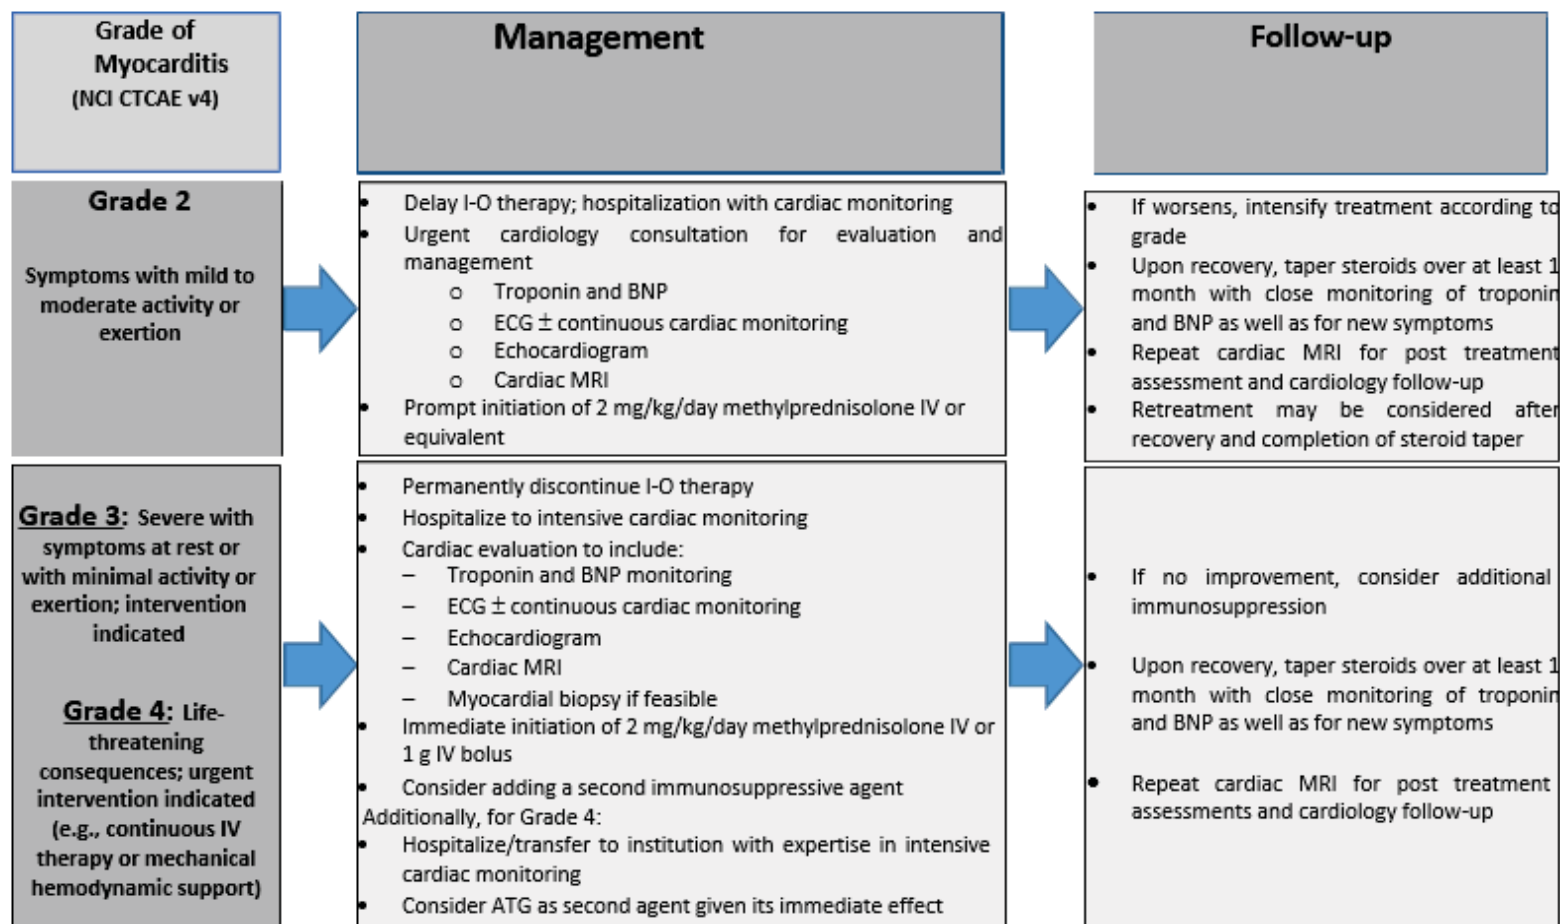 Grade of
Myocarditis
(NCI CTCAE v4)
Management
Follow-up
Grade 2
Symptoms with mild to
moderate activity or
exertion
• Delay I-O therapy; hospitalization with cardiac monitoring
• Urgent cardiology consultation for evaluation and
management
o Troponin and BNP
o ECG ± continuous cardiac monitoring
o Echocardiogram
o Cardiac MRI
• Prompt initiation of 2 mg/kg/day methylprednisolone IV or
equivalent
• If worsens, intensify treatment according to
grade
• Upon recovery, taper steroids over at least 1
month with close monitoring of troponin
and BNP as well as for new symptoms
• Repeat cardiac MRI for post treatment
assessment and cardiology follow-up
• Retreatment may be considered after
recovery and completion of steroid taper
Grade 3: Severe with
symptoms at rest or
with minimal activity or
exertion; intervention
indicated
Grade 4: Life-
threatening
consequences; urgent
intervention indicated
(e.g., continuous IV
therapy or mechanical
hemodynamic support)
• Permanently discontinue I-O therapy
• Hospitalize to intensive cardiac monitoring
• Cardiac evaluation to include:
– Troponin and BNP monitoring
– ECG ± continuous cardiac monitoring
– Echocardiogram
– Cardiac MRI
– Myocardial biopsy if feasible
• Immediate initiation of 2 mg/kg/day methylprednisolone IV or
1 g IV bolus
• Consider adding a second immunosuppressive agent
Additionally, for Grade 4:
• Hospitalize/transfer to institution with expertise in intensive
cardiac monitoring
• Consider ATG as second agent given its immediate effect
• If no improvement, consider additional
immunosuppression
• Upon recovery, taper steroids over at least 1
month with close monitoring of troponin
and BNP as well as for new symptoms
• Repeat cardiac MRI for post treatment
assessments and cardiology follow-up